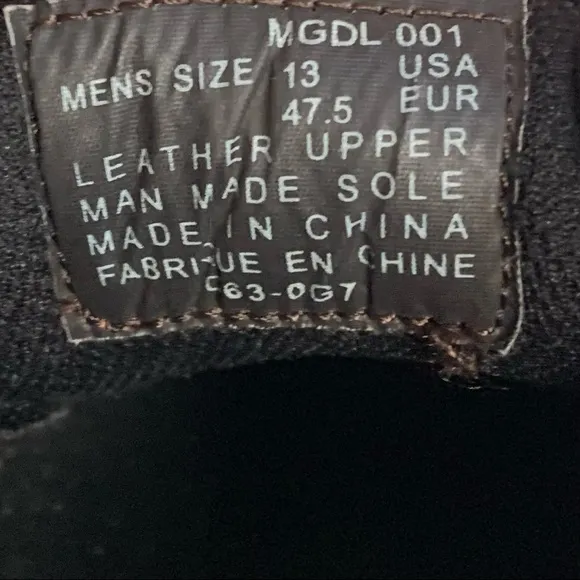 MGDL 001
MENS SIZE 13 USA
47.5 EUR
LEATHER UPPER
MAN MADE SOLE
MADE IN CHINA
FABRIQUE EN CHINE